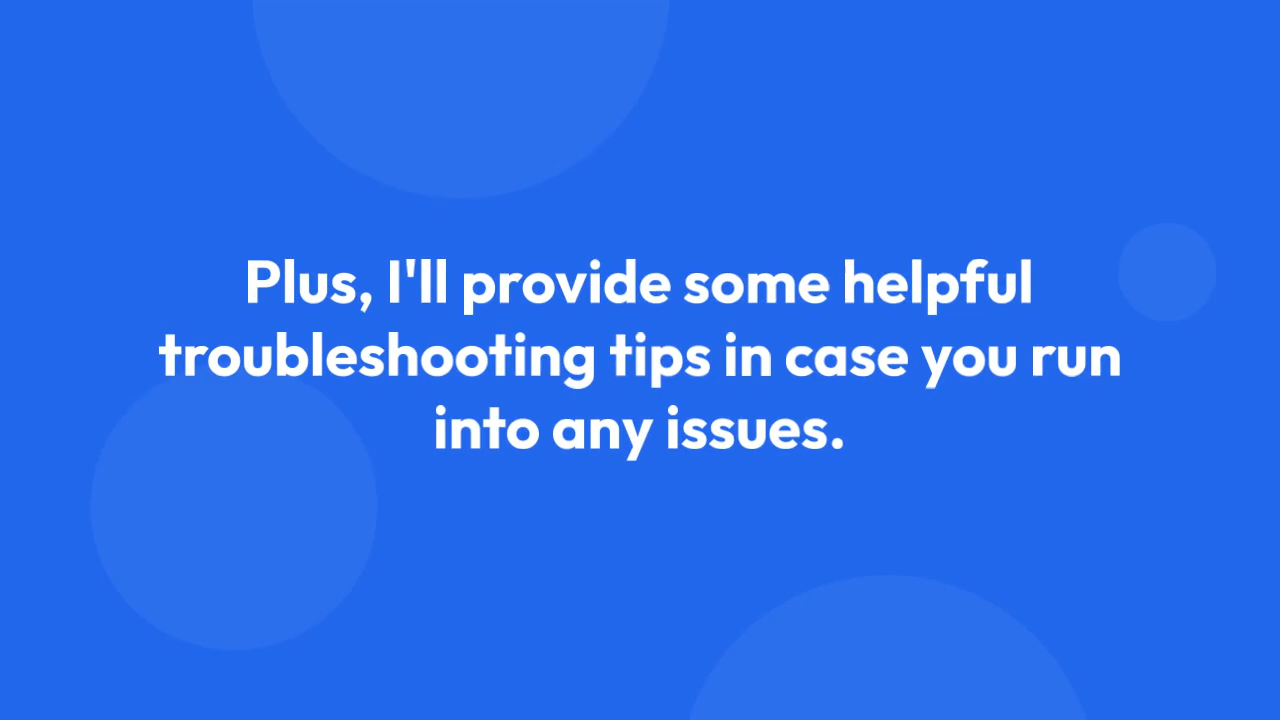 Plus, I'll provide some helpful
troubleshooting tips in case you run
into any issues.